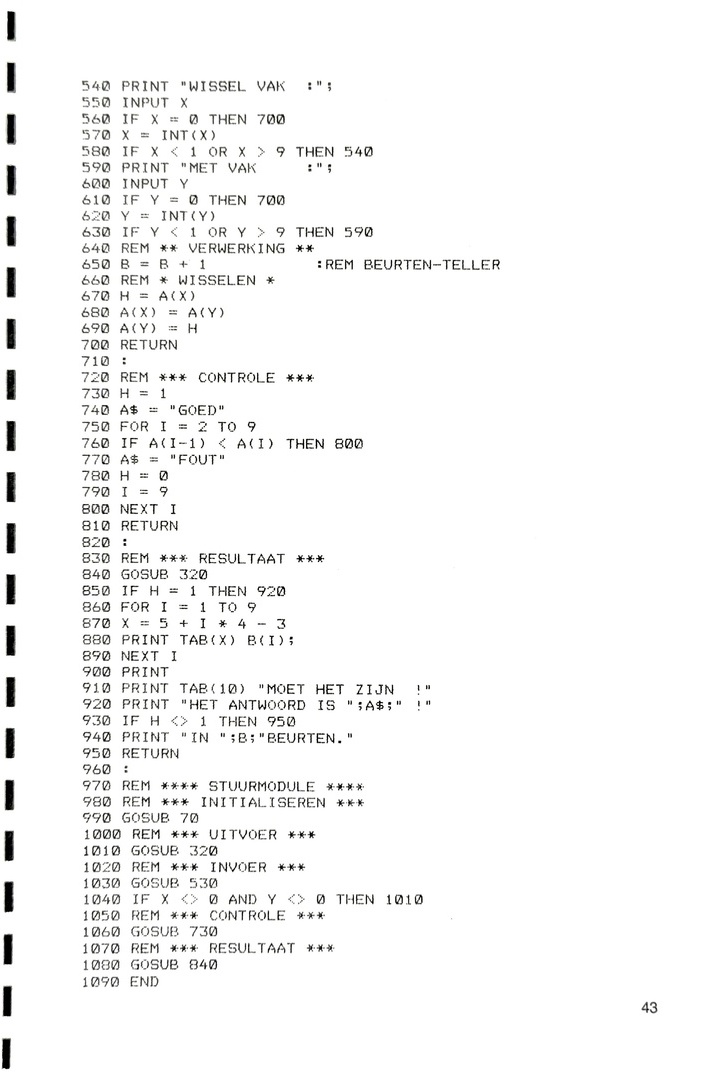 540 PRINT "WISSEL VAK  :";
550 INPUT X
560 IF X = 0 THEN 700
570 X = INT(X)
580 IF X < 1 OR X > 9 THEN 540
590 PRINT "MET VAK     :";
600 INPUT Y
610 IF Y = 0 THEN 700
620 Y = INT(Y)
630 IF Y < 1 OR Y > 9 THEN 590
640 REM ** VERWERKING **
650 B = B + 1            :REM BEURTEN-TELLER
660 REM * WISSELEN *
670 H = A(X)
680 A(X) = A(Y)
690 A(Y) = H
700 RETURN
710 :
720 REM *** CONTROLE ***
730 H = 1
740 A$ = "GOED"
750 FOR I = 2 TO 9
760 IF A(I-1) < A(I) THEN 800
770 A$ = "FOUT"
780 H = 0
790 I = 9
800 NEXT I
810 RETURN
820 :
830 REM *** RESULTAAT ***
840 GOSUB 320
850 IF H = 1 THEN 920
860 FOR I = 1 TO 9
870 X = 5 + I * 4 - 3
880 PRINT TAB(X) B(I);
890 NEXT I
900 PRINT
910 PRINT TAB(10) "MOET HET ZIJN  !"
920 PRINT "HET ANTWOORD IS ";A$;" !"
930 IF H <> 1 THEN 950
940 PRINT "IN ";B;"BEURTEN."
950 RETURN
960 :
970 REM **** STUURMODULE ****
980 REM *** INITIALISEREN ***
990 GOSUB 70
1000 REM *** UITVOER ***
1010 GOSUB 320
1020 REM *** INVOER ***
1030 GOSUB 530
1040 IF X <> 0 AND Y <> 0 THEN 1010
1050 REM *** CONTROLE ***
1060 GOSUB 730
1070 REM *** RESULTAAT ***
1080 GOSUB 840
1090 END
43